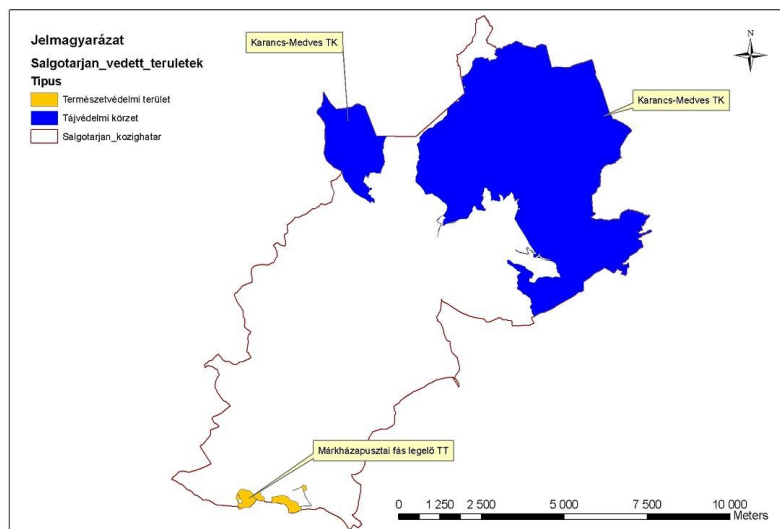 Jelmagyarázat
Salgotarjan_vedett_teruletek
Tipus
Természetvédelmi terület
Tájvédelmi körzet
Salgotarjan_kozighatar
Karancs-Medves TK
Karancs-Medves TK
N
Márkházapusztai fás legelő TT
0 1 250 2 500 5 000 7 500 10 000
Meters